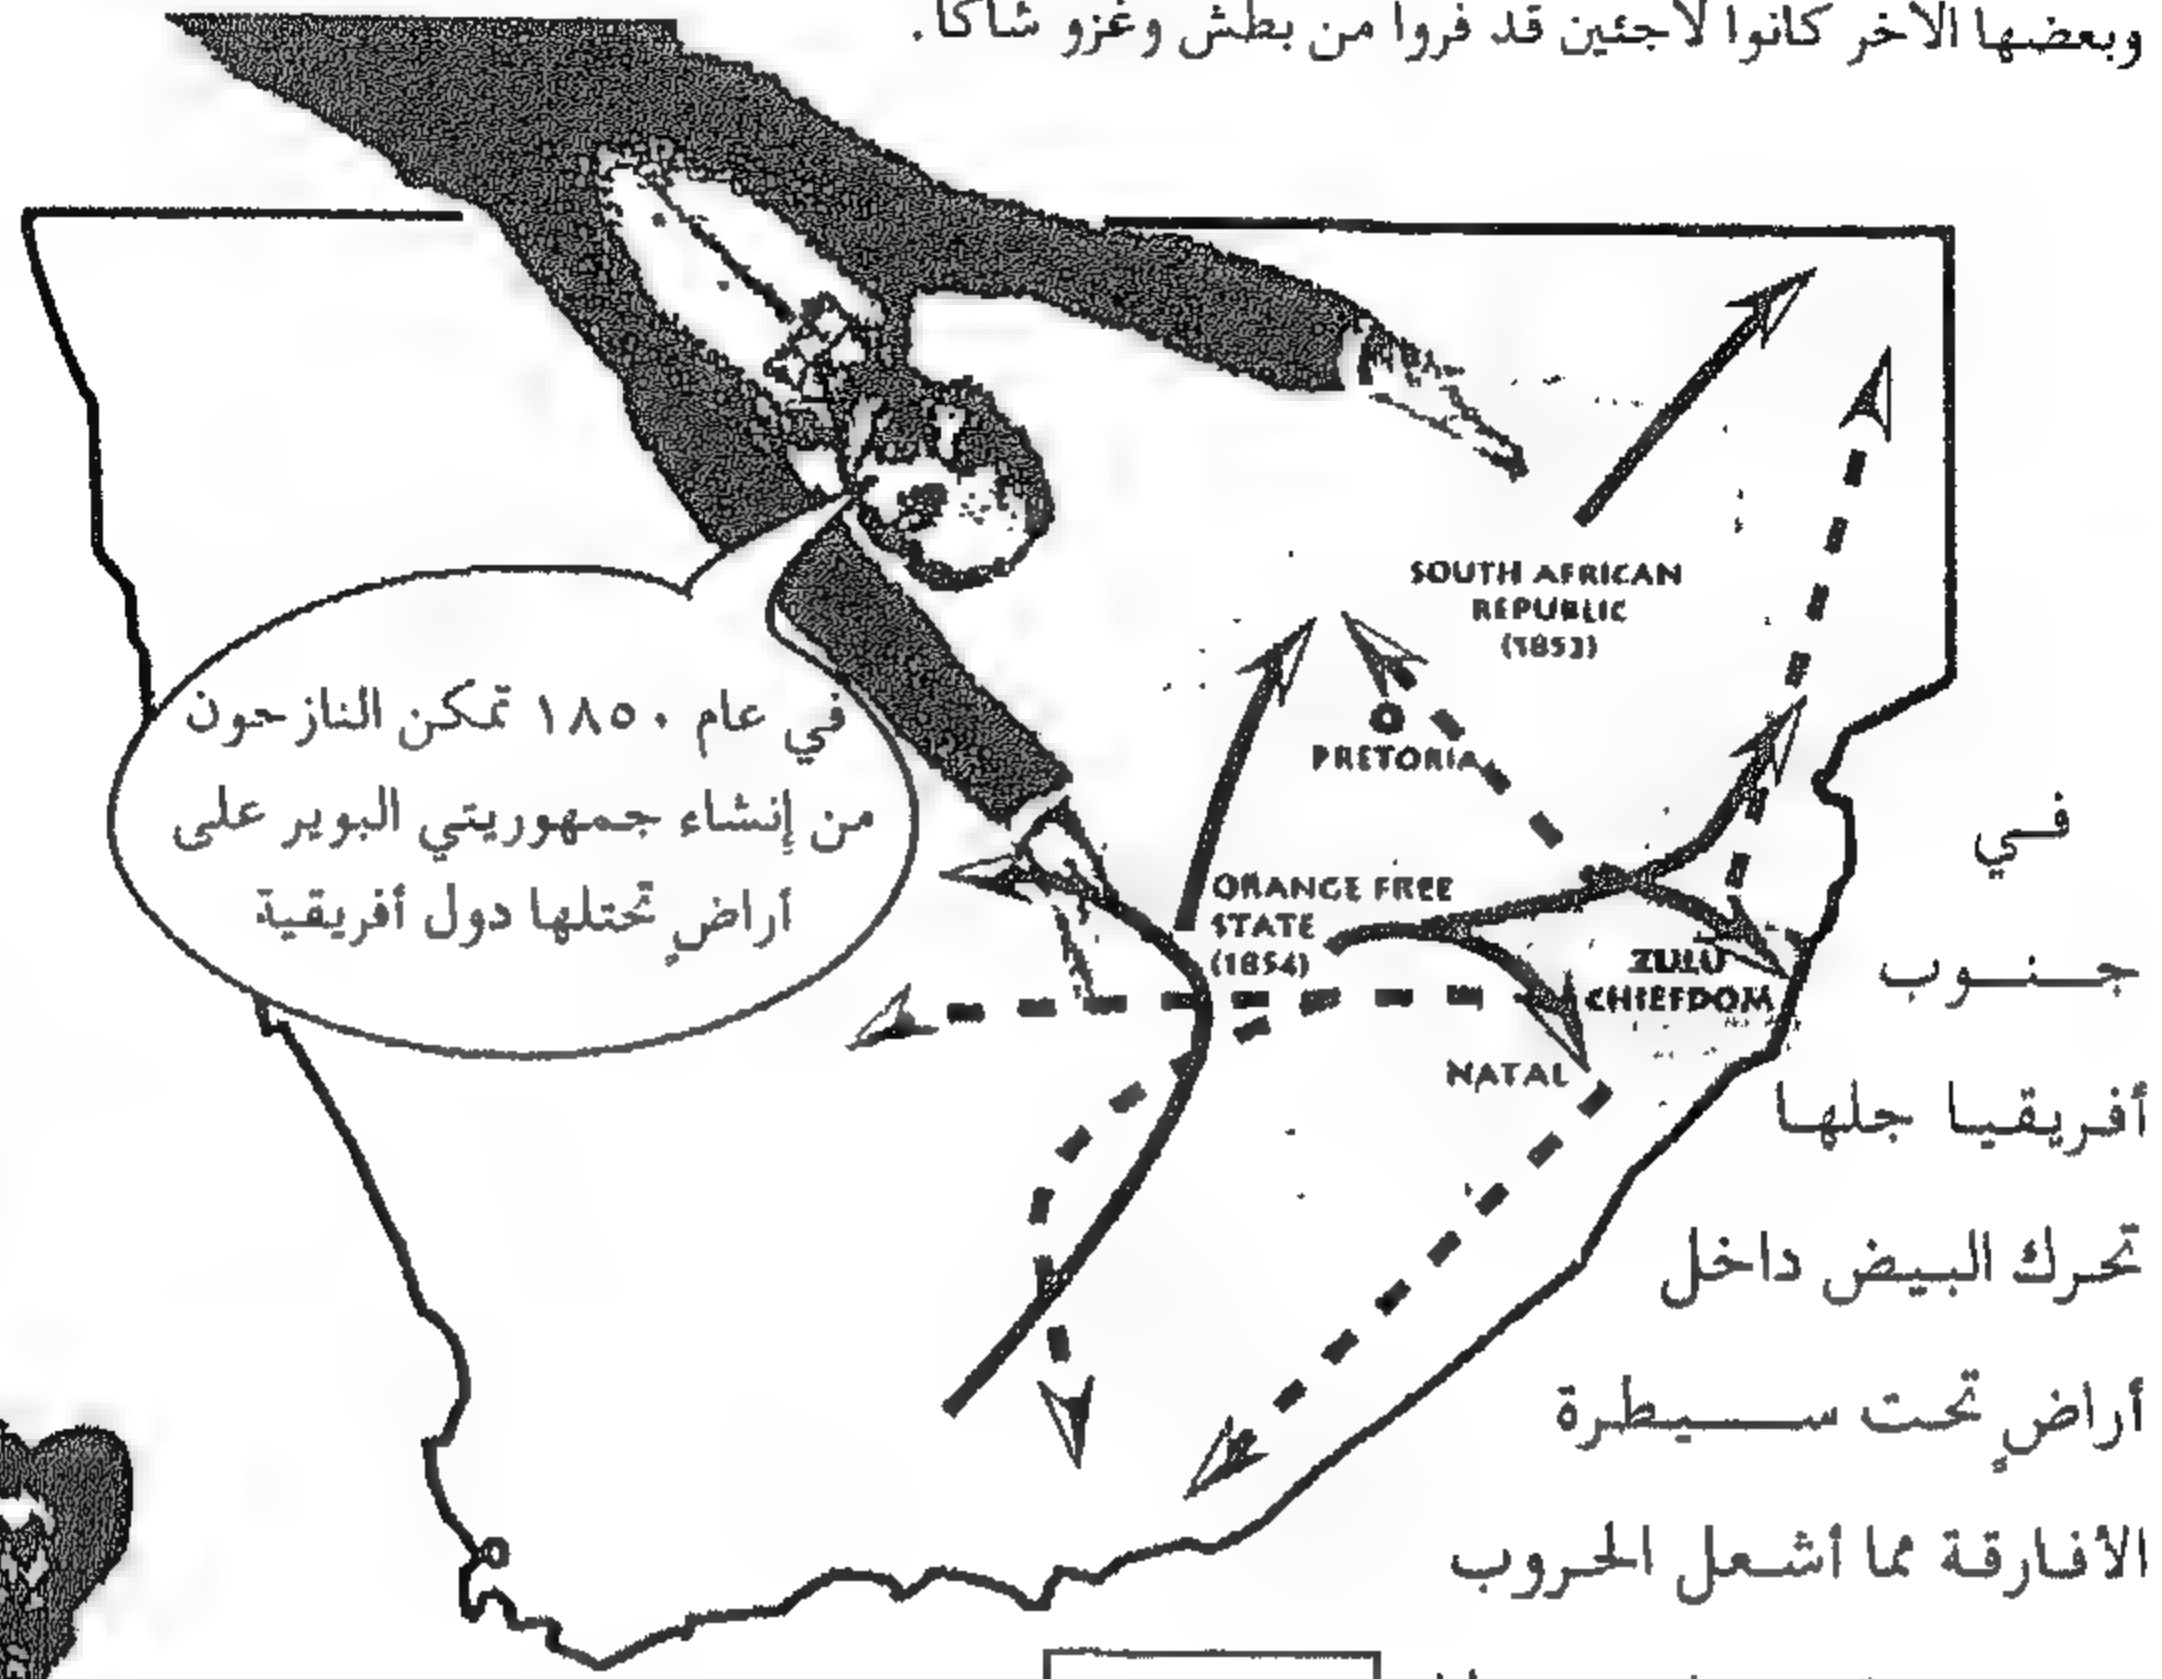 وبعضها الآخر كانوا لاجئين قد فروا من بطش وغزو شاكا.
SOUTH AFRICAN
REPUBLIC
(1853)
PRETORIA
في عام ١٨٥٠ تمكن النازحون
من إنشاء جمهوريتي البوير على
أراضٍ تحتلها دول أفريقية
ORANGE FREE
STATE
(1854)
ZULU
CHIEFDOM
NATAL
في
جنوب
أفريقيا جلها
تحرك البيض داخل
أراضٍ تحت سيطرة
الأفارقة مما أشعل الحروب